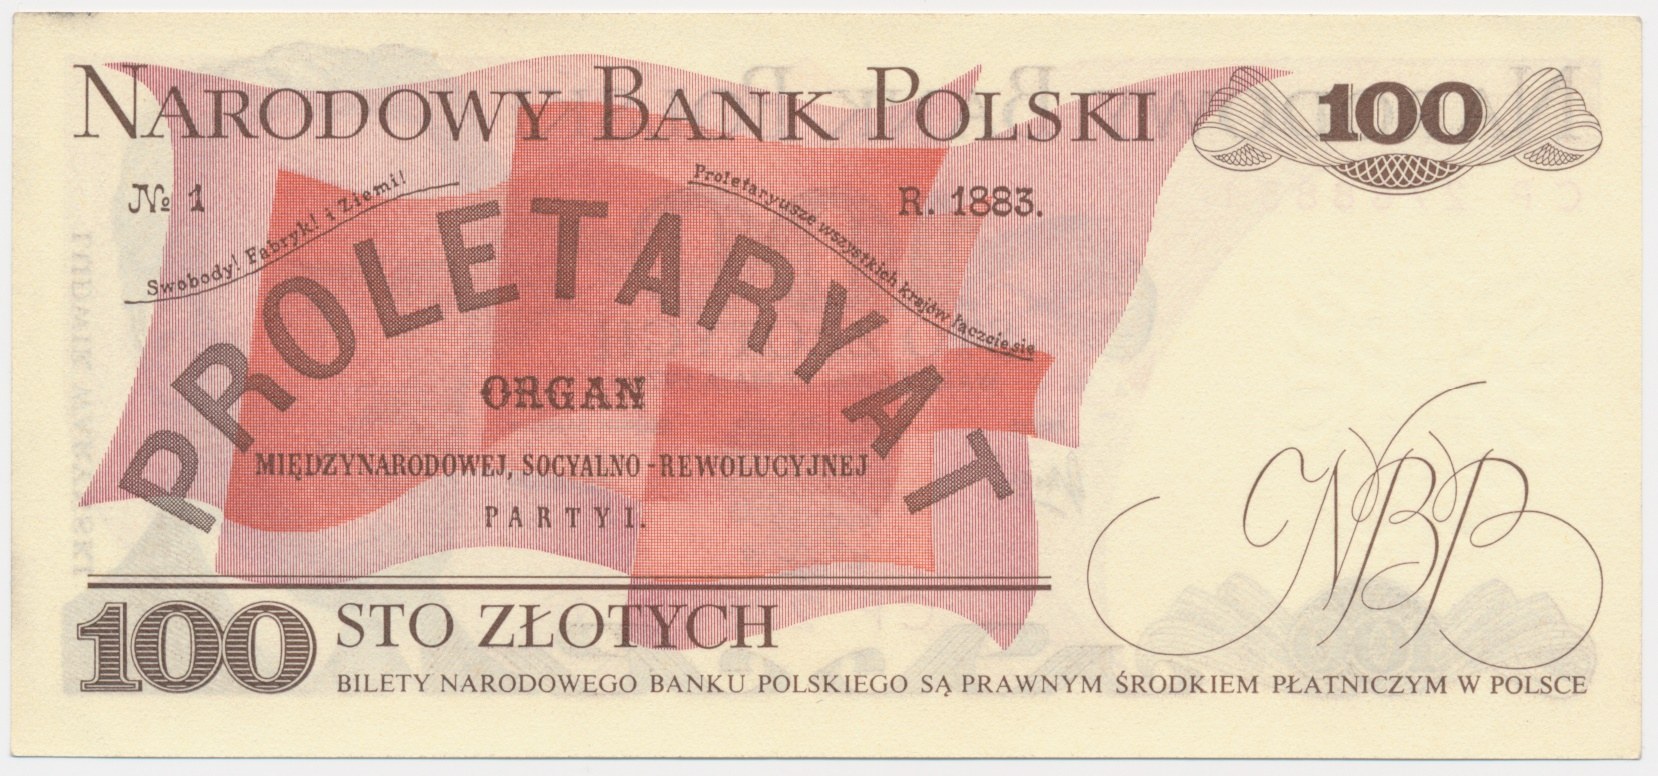 NARODOWY BANK POLSKI
100
№ 1
Swobody! Fabryk! i Ziemi!
Proletaryusze wszystkich krajów łączcie się
R. 1883.
PROLETARYAT
ORGAN
MIĘDZYNARODOWEJ, SOCYALNO-REWOLUCYJNEJ
PARTYI.
NBP
100
STO ZŁOTYCH
BILETY NARODOWEGO BANKU POLSKIEGO SĄ PRAWNYM ŚRODKIEM PŁATNICZYM W POLSCE